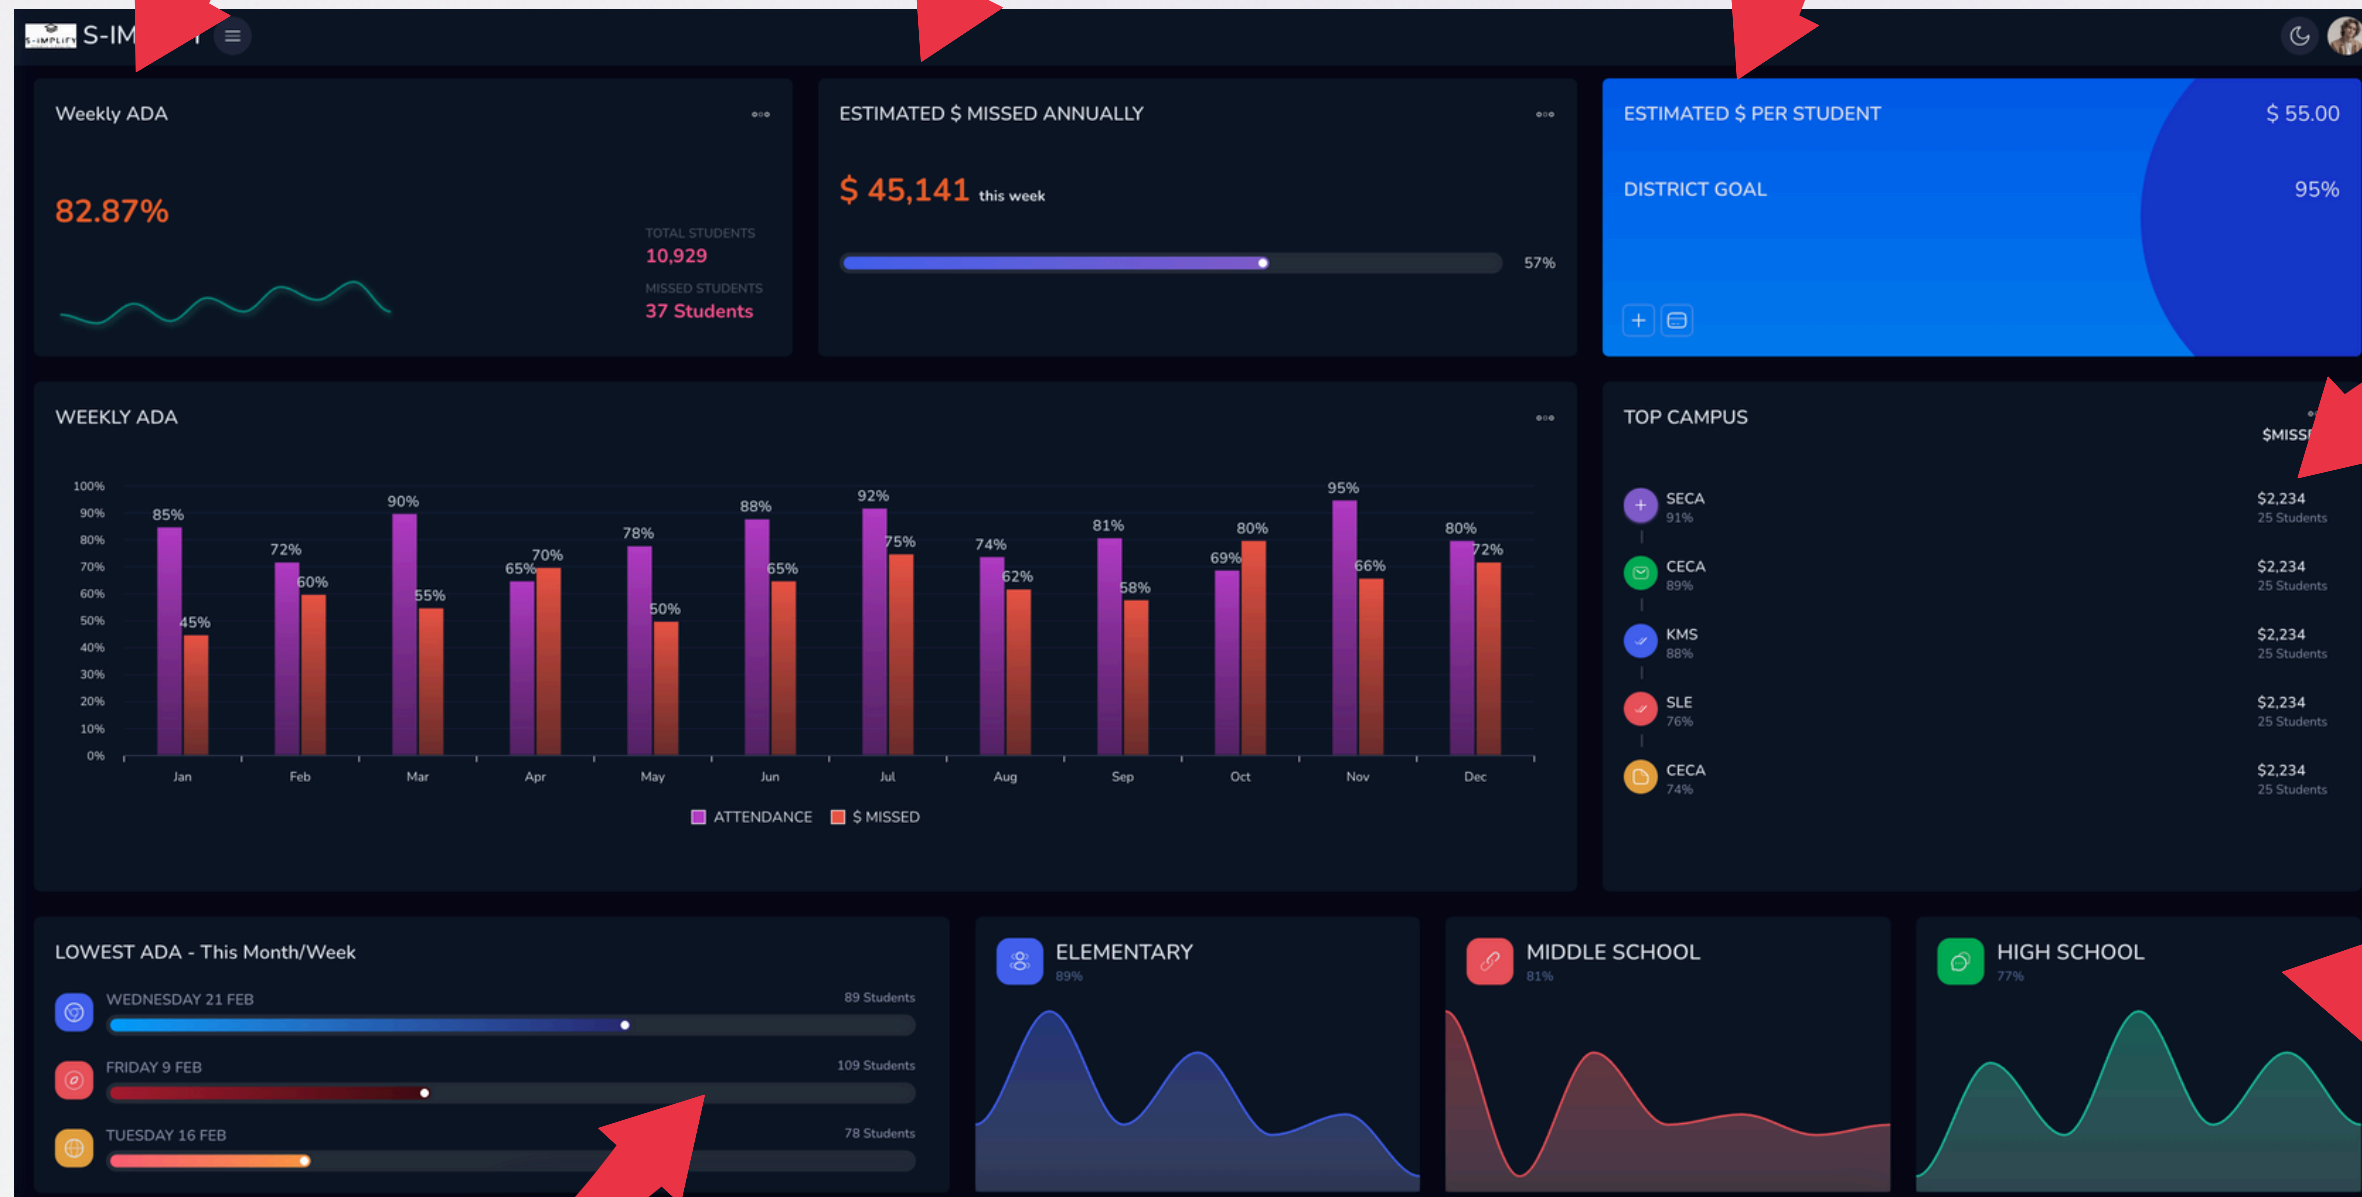 S-IMPLIFY
S-IM
Weekly ADA
82.87%
TOTAL STUDENTS
10,929
MISSED STUDENTS
37 Students
ESTIMATED $ MISSED ANNUALLY
$ 45,141 this week
57%
ESTIMATED $ PER STUDENT $ 55.00
DISTRICT GOAL 95%
WEEKLY ADA
100%
90%
80%
70%
60%
50%
40%
30%
20%
10%
0%
85% 45%
72% 60%
90% 55%
65% 70%
78% 50%
88% 65%
92% 75%
74% 62%
81% 58%
69% 80%
95% 66%
80% 72%
Jan Feb Mar Apr May Jun Jul Aug Sep Oct Nov Dec
ATTENDANCE $ MISSED
TOP CAMPUS
$MISS
SECA $2,234
91% 25 Students
CECA $2,234
89% 25 Students
KMS $2,234
88% 25 Students
SLE $2,234
76% 25 Students
CECA $2,234
74% 25 Students
LOWEST ADA - This Month/Week
WEDNESDAY 21 FEB 89 Students
FRIDAY 9 FEB 109 Students
TUESDAY 16 FEB 78 Students
ELEMENTARY
89%
MIDDLE SCHOOL
81%
HIGH SCHOOL
77%